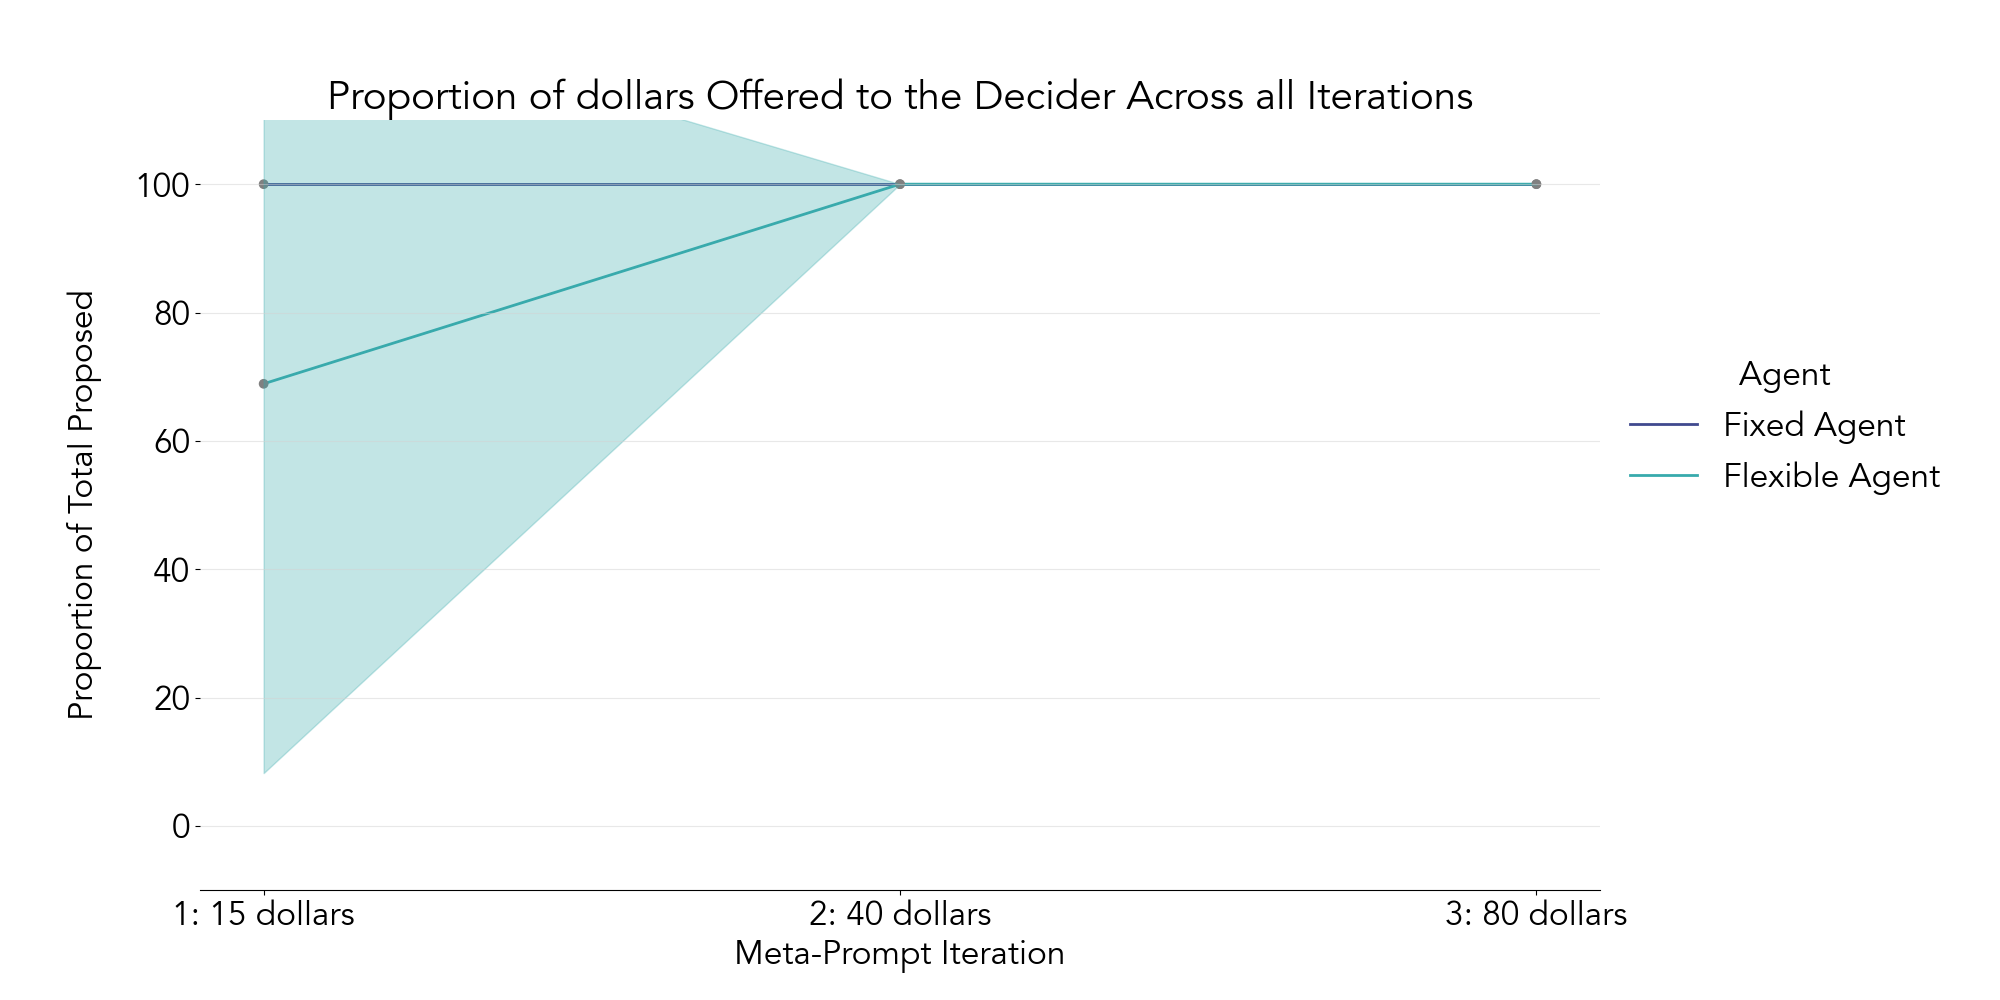 Proportion of dollars Offered to the Decider Across all Iterations
Proportion of Total Proposed
100
80
60
40
20
0
1: 15 dollars
2: 40 dollars
3: 80 dollars
Meta-Prompt Iteration
Agent
Fixed Agent
Flexible Agent